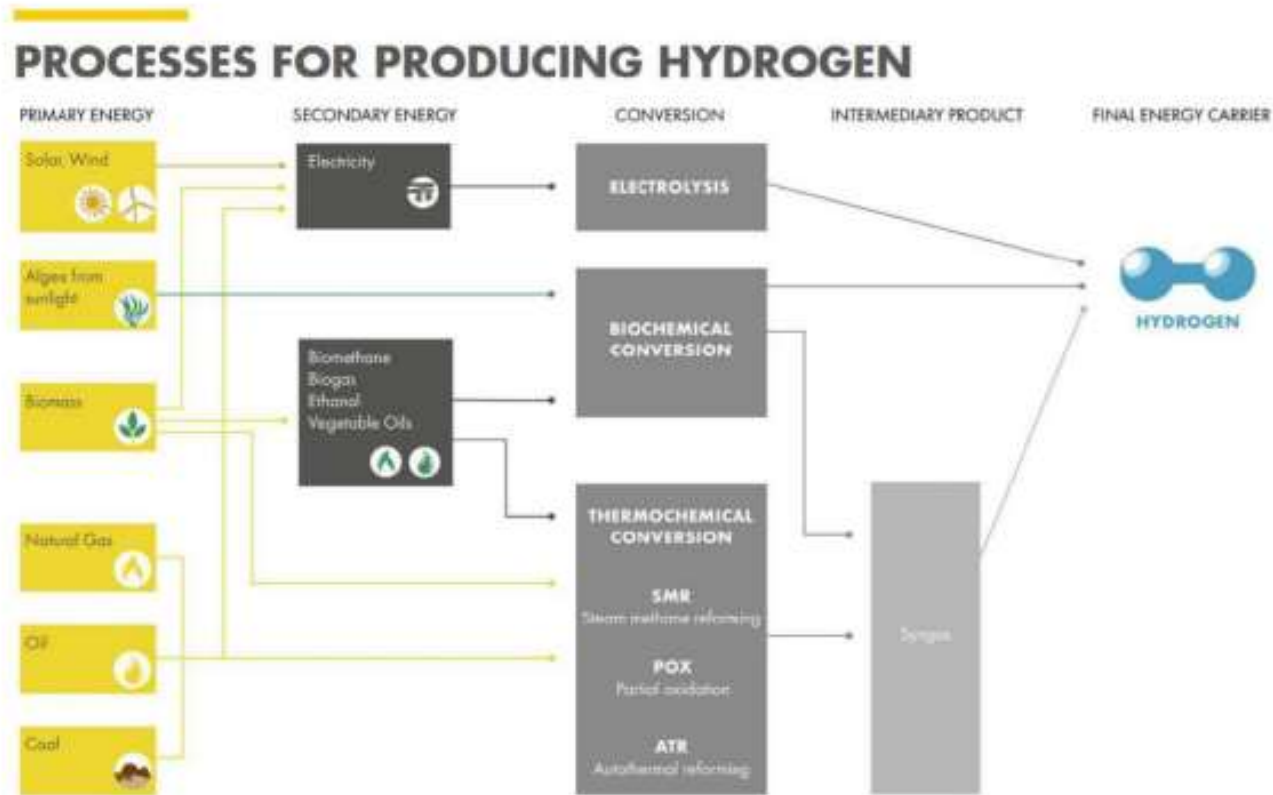 PROCESSES FOR PRODUCING HYDROGEN
PRIMARY ENERGY
SECONDARY ENERGY
CONVERSION
INTERMEDIARY PRODUCT
FINAL ENERGY CARRIER
Solar, Wind
Electricity
ELECTROLYSIS
Alges from
sunlight
HYDROGEN
BIOCHEMICAL
CONVERSION
Biomethane
Biogas
Ethanol
Vegetable Oils
Biomass
Natural Gas
THERMOCHEMICAL
CONVERSION
SMR
Steam methane reforming
Oil
POX
Partial oxidation
Syngas
Coal
ATR
Autothermal reforming